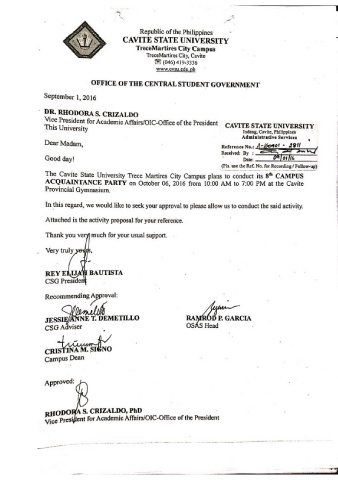 Republic of the Philippines
CAVITE STATE UNIVERSITY
TreceMartires City Campus
TreceMartires City, Cavite
(046) 419-3338
www.cvsu.edu.ph
OFFICE OF THE CENTRAL STUDENT GOVERNMENT
September 1, 2016
DR. RHODORA S. CRIZALDO
Vice President for Academic Affairs/OIC-Office of the President
This University
CAVITE STATE UNIVERSITY
Indang, Cavite, Philippines
Administrative Services
Reference No.:
Received By :
Date:
(Pls. use the Ref. No. for Recording / Follow-up)
Dear Madam,
Good day!
The Cavite State University Trece Martires City Campus plans to conduct its 8th CAMPUS
ACQUAINTANCE PARTY on October 06, 2016 from 10:00 AM to 7:00 PM at the Cavite
Provincial Gymnasium.
In this regard, we would like to seek your approval to please allow us to conduct the said activity.
Attached is the activity proposal for your reference.
Thank you very much for your usual support.
Very truly yours,
REY ELIJAH BAUTISTA
CSG President
Recommending Approval:
JESSIE ANNE T. DEMETILLO
CSG Adviser
RAMROD P. GARCIA
OSAS Head
CRISTINA M. SIGNO
Campus Dean
Approved:
RHODORA S. CRIZALDO, PhD
Vice President for Academic Affairs/OIC-Office of the President